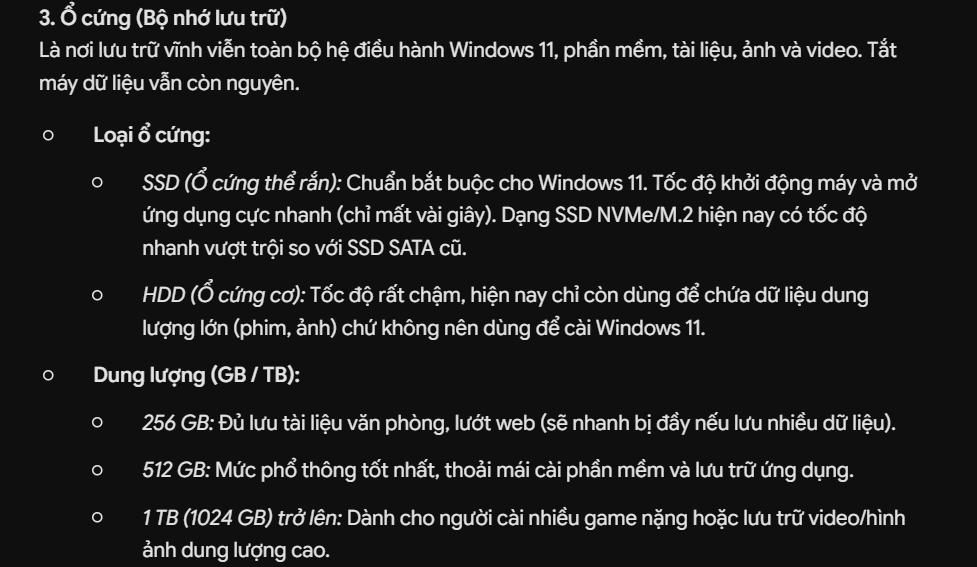 3. Ổ cứng (Bộ nhớ lưu trữ)
Là nơi lưu trữ vĩnh viễn toàn bộ hệ điều hành Windows 11, phần mềm, tài liệu, ảnh và video. Tắt
máy dữ liệu vẫn còn nguyên.
Loại ổ cứng:
SSD (Ổ cứng thể rắn): Chuẩn bắt buộc cho Windows 11. Tốc độ khởi động máy và mở
ứng dụng cực nhanh (chỉ mất vài giây). Dạng SSD NVMe/M.2 hiện nay có tốc độ
nhanh vượt trội so với SSD SATA cũ.
HDD (Ổ cứng cơ): Tốc độ rất chậm, hiện nay chỉ còn dùng để chứa dữ liệu dung
lượng lớn (phim, ảnh) chứ không nên dùng để cài Windows 11.
Dung lượng (GB / TB):
256 GB: Đủ lưu tài liệu văn phòng, lướt web (sẽ nhanh bị đầy nếu lưu nhiều dữ liệu).
512 GB: Mức phổ thông tốt nhất, thoải mái cài phần mềm và lưu trữ ứng dụng.
1 TB (1024 GB) trở lên: Dành cho người cài nhiều game nặng hoặc lưu trữ video/hình
ảnh dung lượng cao.